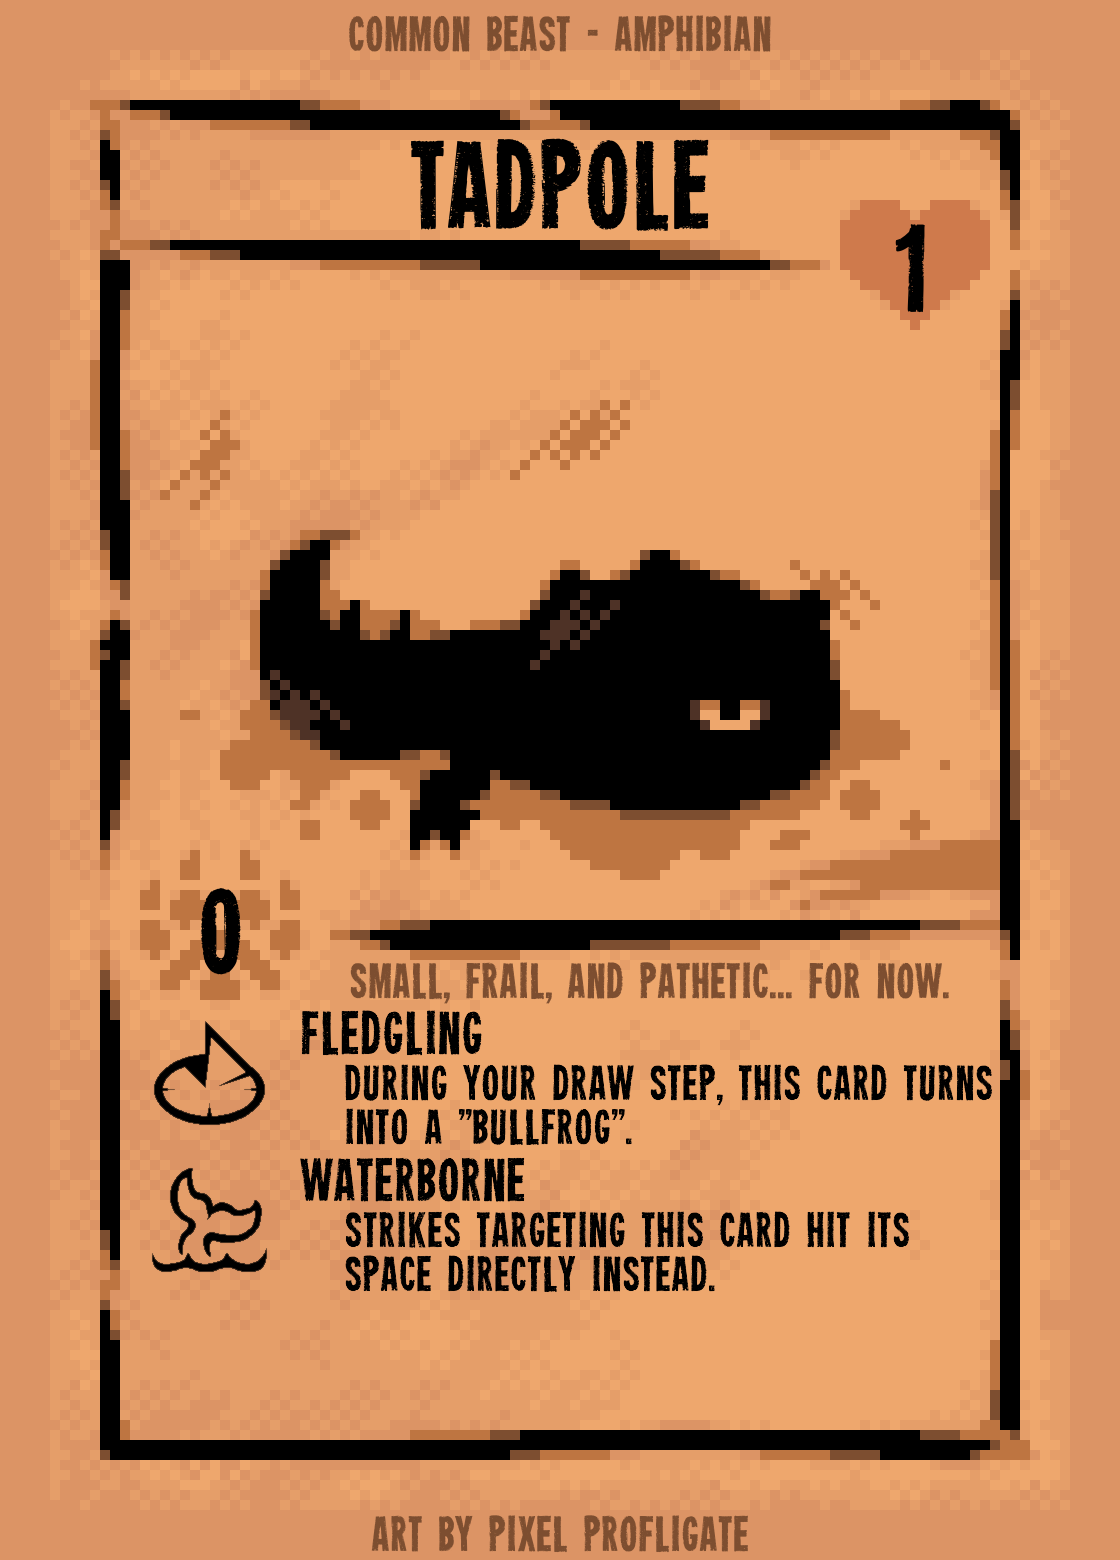 COMMON BEAST - AMPHIBIAN
TADPOLE
1
0
SMALL, FRAIL, AND PATHETIC... FOR NOW.
FLEDGLING
DURING YOUR DRAW STEP, THIS CARD TURNS
INTO A "BULLFROG".
WATERBORNE
STRIKES TARGETING THIS CARD HIT ITS
SPACE DIRECTLY INSTEAD.
ART BY PIXEL PROFLIGATE